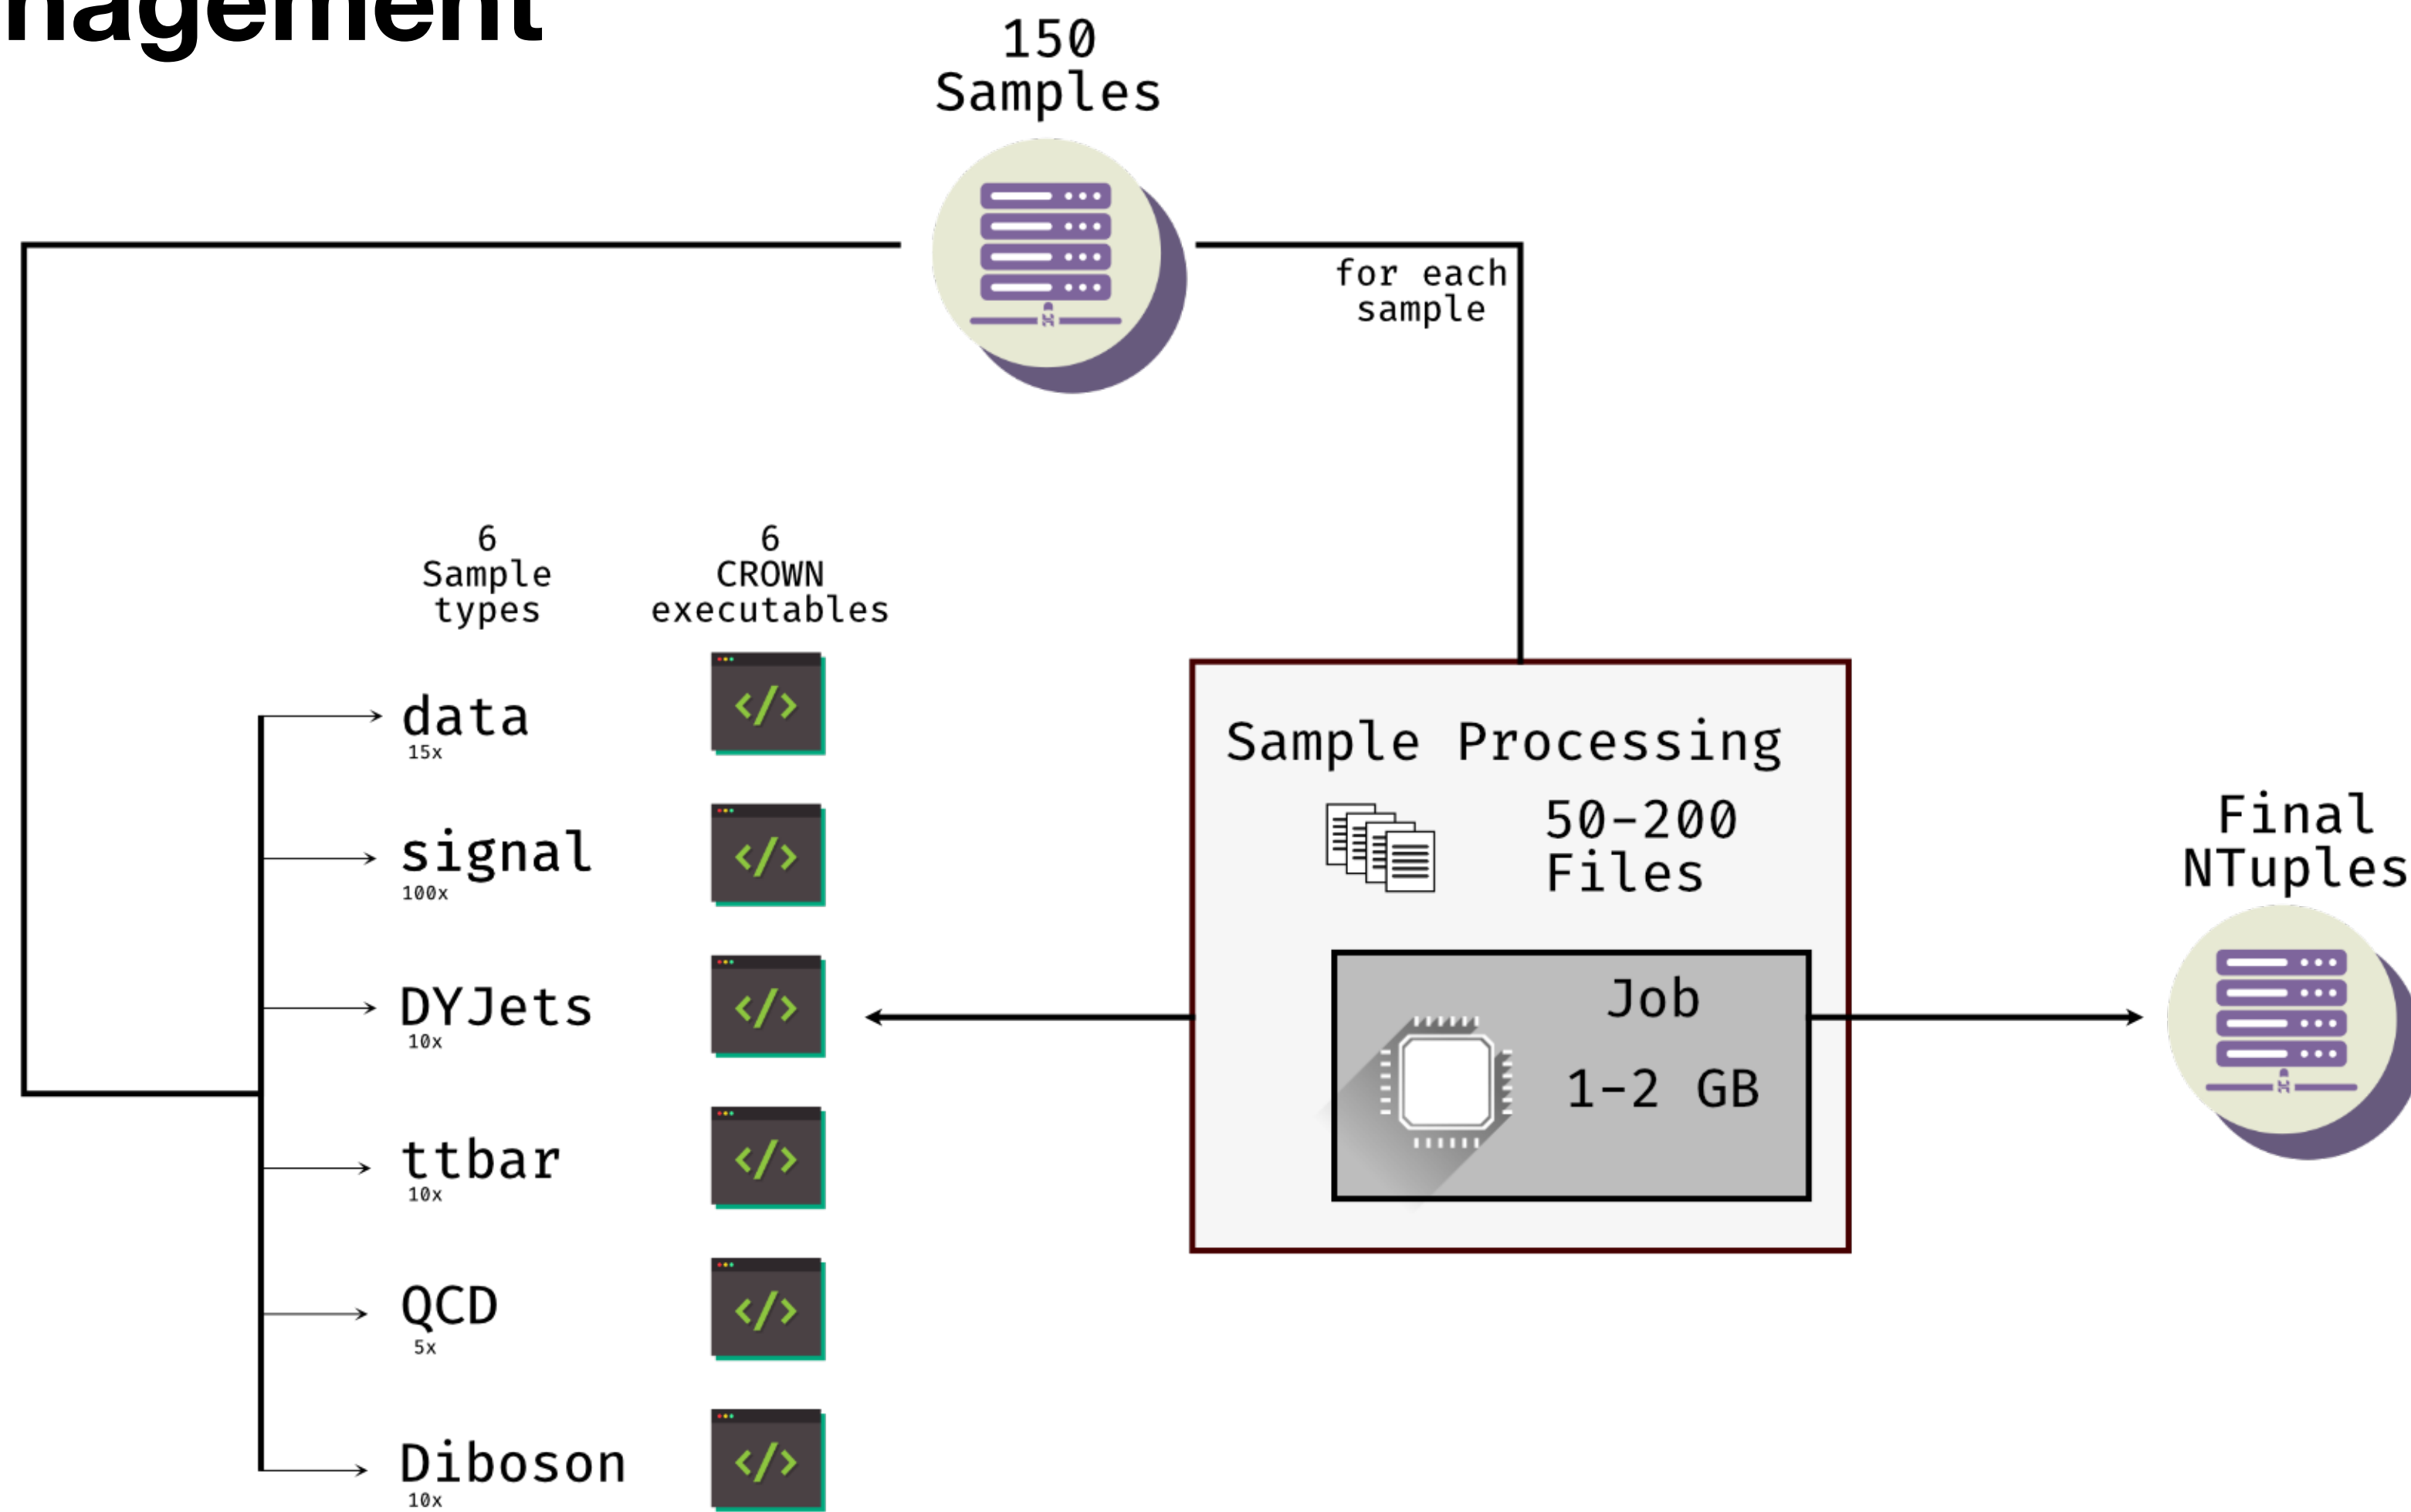 150
Samples
for each
sample
6
Sample
types
6
CROWN
executables
data
15x
signal
100x
DYJets
10x
ttbar
10x
QCD
5x
Diboson
10x
Sample Processing
50-200
Files
Job
1-2 GB
Final
NTuples